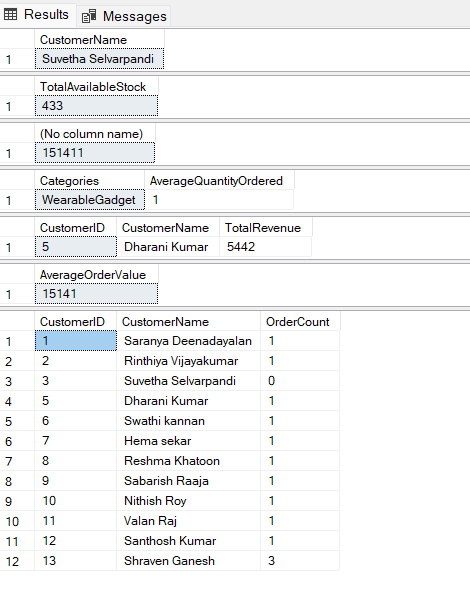 Results Messages
CustomerName
1 Suvetha Selvarpandi
TotalAvailableStock
1 433
(No column name)
1 151411
Categories AverageQuantityOrdered
1 WearableGadget 1
CustomerID CustomerName TotalRevenue
1 5 Dharani Kumar 5442
AverageOrderValue
1 15141
CustomerID CustomerName OrderCount
1 1 Saranya Deenadayalan 1
2 2 Rinthiya Vijayakumar 1
3 3 Suvetha Selvarpandi 0
4 5 Dharani Kumar 1
5 6 Swathi kannan 1
6 7 Hema sekar 1
7 8 Reshma Khatoon 1
8 9 Sabarish Raaja 1
9 10 Nithish Roy 1
10 11 Valan Raj 1
11 12 Santhosh Kumar 1
12 13 Shraven Ganesh 3